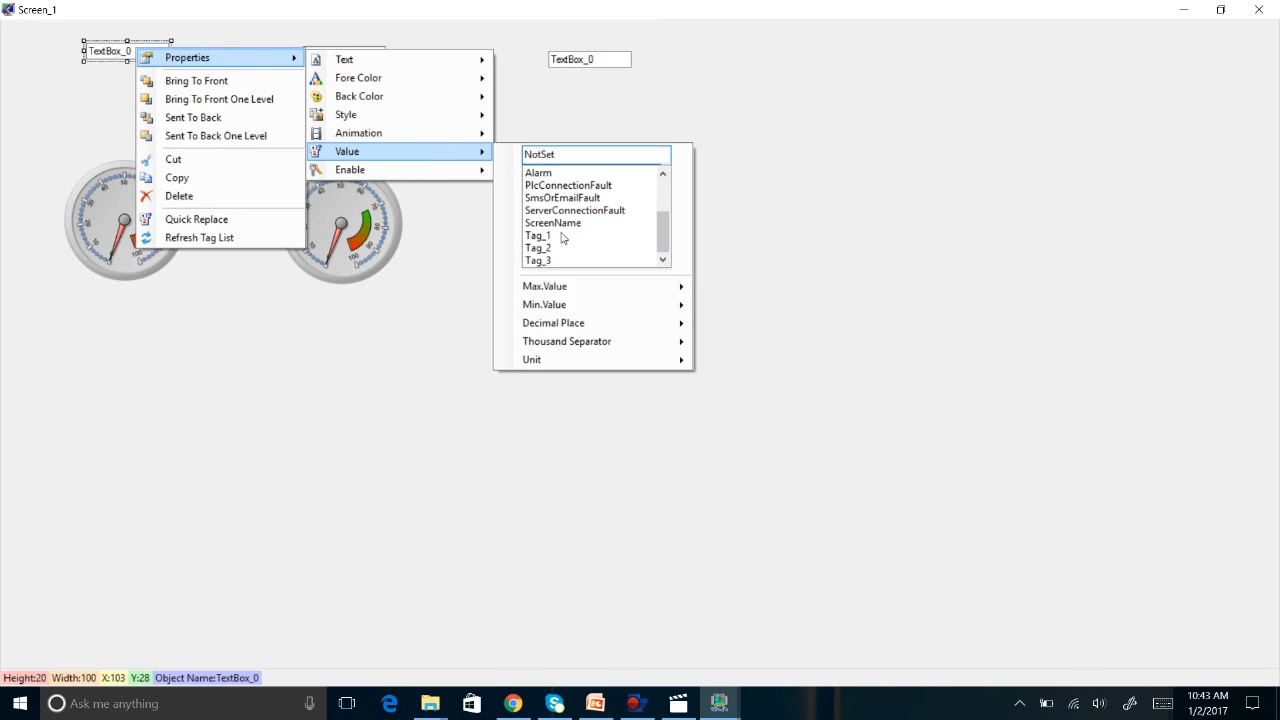 Screen_1
TextBox_0
TextBox_0
Properties
Bring To Front
Bring To Front One Level
Sent To Back
Sent To Back One Level
Cut
Copy
Delete
Quick Replace
Refresh Tag List
Text
Fore Color
Back Color
Style
Animation
Value
Enable
NotSet
Alarm
PlcConnectionFault
SmsOrEmailFault
ServerConnectionFault
ScreenName
Tag_1
Tag_2
Tag_3
Max.Value
Min.Value
Decimal Place
Thousand Separator
Unit
Height:20 Width:100 X:103 Y:28 Object Name:TextBox_0
Ask me anything
10:43 AM
1/2/2017